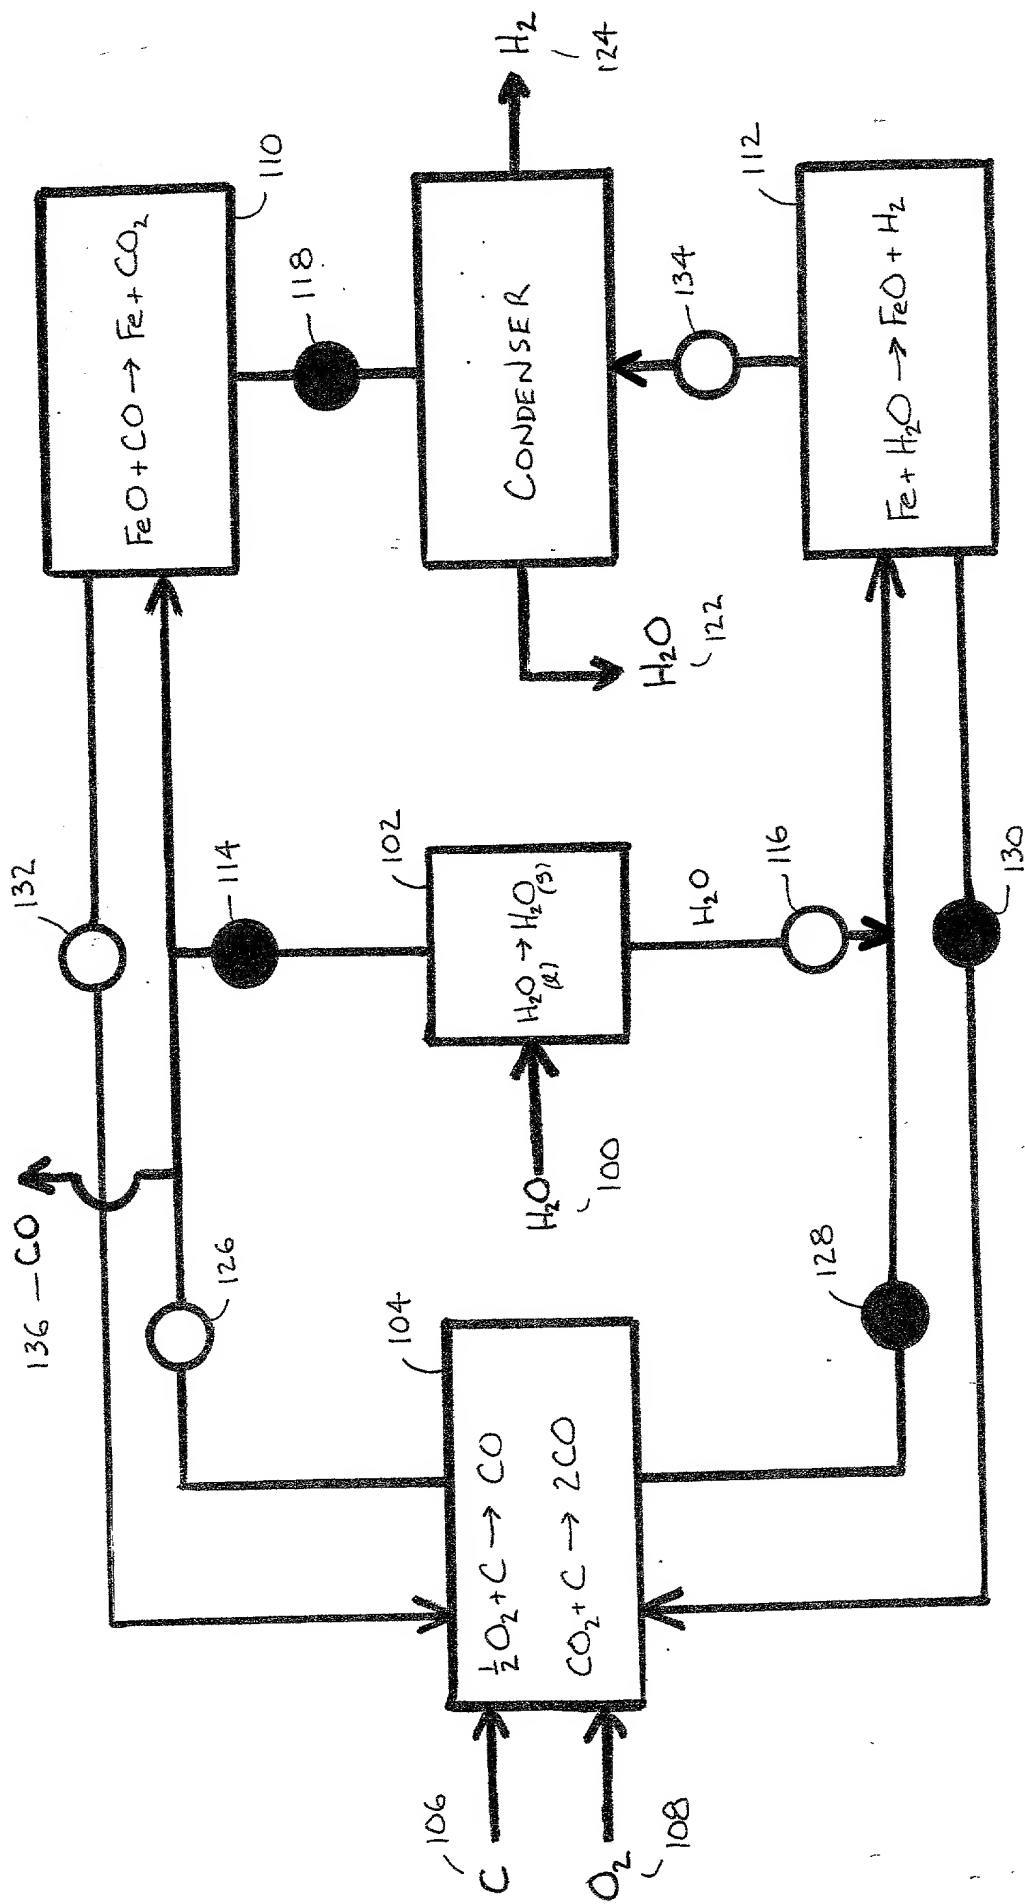 136 — CO
132
126
114
FeO + CO → Fe + CO₂
110
118
106
C
O₂
108
½O₂ + C → CO
CO₂ + C → 2CO
104
H₂O
100
H₂O(ℓ) → H₂O(g)
102
H₂O
116
CONDENSER
H₂O
122
H₂
124
134
128
130
Fe + H₂O → FeO + H₂
112